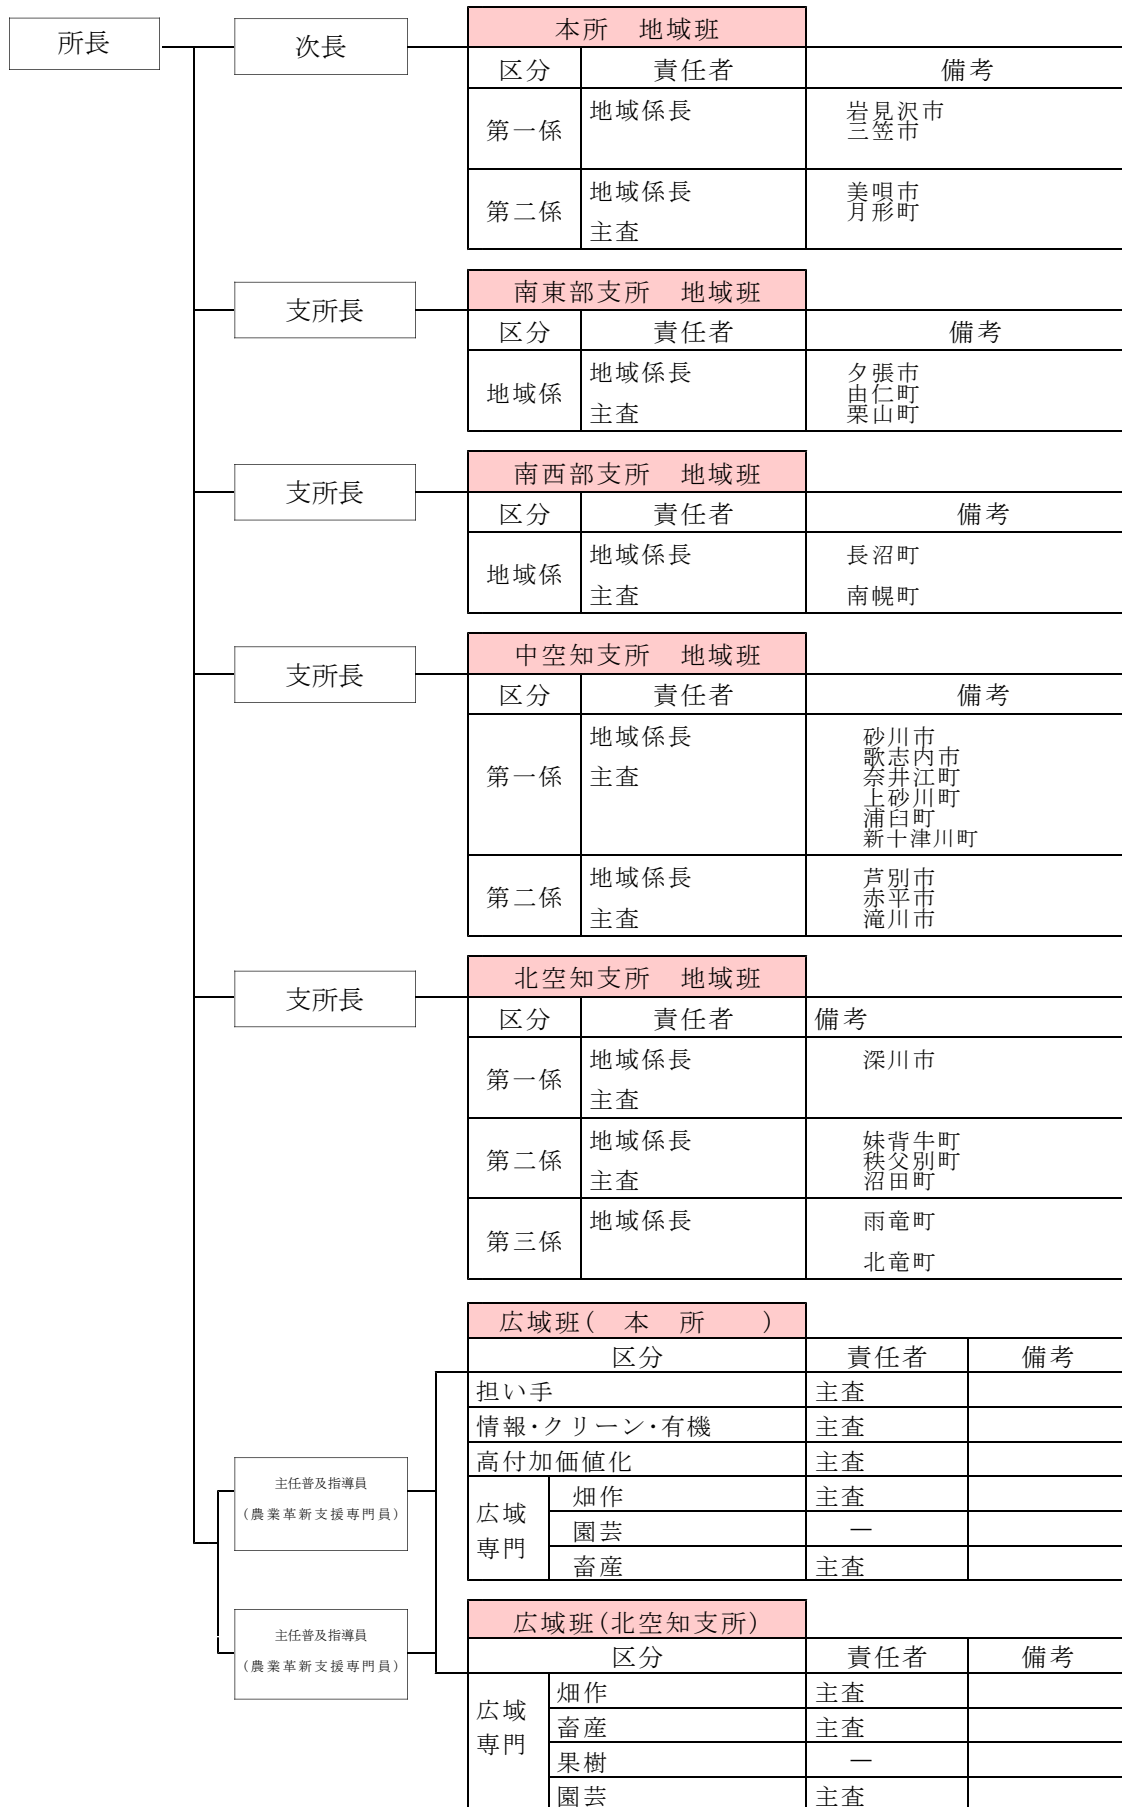 所長
次長
本所　地域班
区分 責任者 備考
第一係 地域係長 岩見沢市
三笠市
第二係 地域係長 美唄市
月形町
主査
支所長
南東部支所　地域班
区分 責任者 備考
地域係 地域係長 夕張市
由仁町
主査 栗山町
支所長
南西部支所　地域班
区分 責任者 備考
地域係 地域係長 長沼町
主査 南幌町
支所長
中空知支所　地域班
区分 責任者 備考
第一係 地域係長 砂川市
歌志内市
主査 奈井江町
上砂川町
浦臼町
新十津川町
第二係 地域係長 芦別市
赤平市
主査 滝川市
支所長
北空知支所　地域班
区分 責任者 備考
第一係 地域係長 深川市
主査
第二係 地域係長 妹背牛町
秩父別町
主査 沼田町
第三係 地域係長 雨竜町
北竜町
広域班(　本　所　　)
区分 責任者 備考
担い手 主査
情報・クリーン・有機 主査
高付加価値化 主査
主任普及指導員
(農業革新支援専門員)
広域
専門
畑作 主査
園芸 ―
畜産 主査
主任普及指導員
(農業革新支援専門員)
広域班(北空知支所)
区分 責任者 備考
広域
専門
畑作 主査
畜産 主査
果樹 ―
園芸 主査